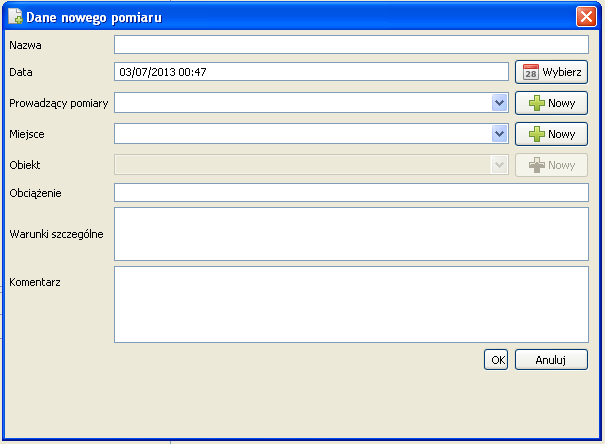 Dane nowego pomiaru
Nazwa
Data 03/07/2013 00:47 28 Wybierz
Prowadzący pomiary Nowy
Miejsce Nowy
Obiekt Nowy
Obciążenie
Warunki szczególne
Komentarz
OK Anuluj